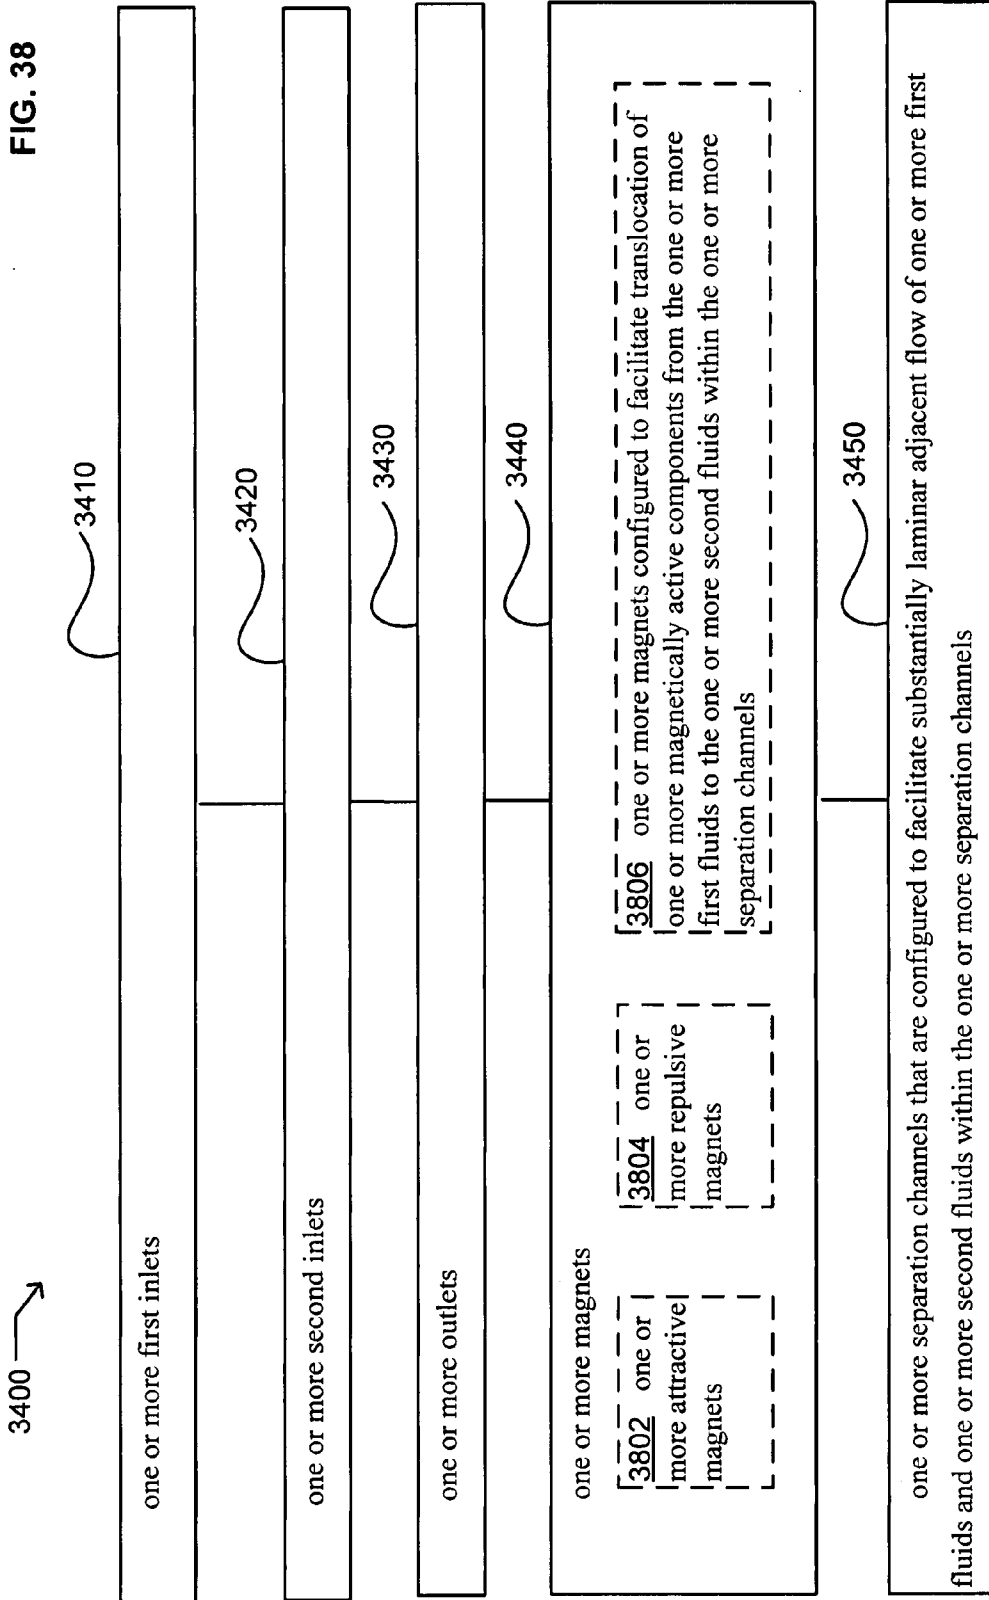 FIG. 38
3400
3410
one or more first inlets
3420
one or more second inlets
3430
one or more outlets
3440
one or more magnets
3802 one or
more attractive
magnets
3804 one or
more repulsive
magnets
3806 one or more magnets configured to facilitate translocation of
one or more magnetically active components from the one or more
first fluids to the one or more second fluids within the one or more
separation channels
3450
one or more separation channels that are configured to facilitate substantially laminar adjacent flow of one or more first
fluids and one or more second fluids within the one or more separation channels